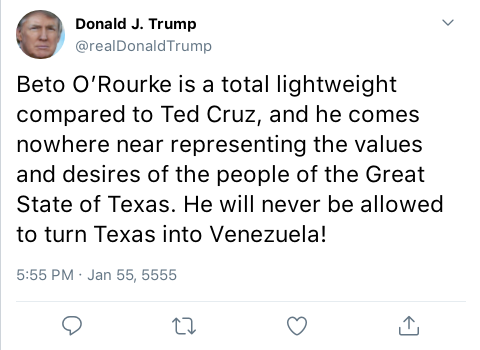 Donald J. Trump
@realDonaldTrump
Beto O’Rourke is a total lightweight
compared to Ted Cruz, and he comes
nowhere near representing the values
and desires of the people of the Great
State of Texas. He will never be allowed
to turn Texas into Venezuela!
5:55 PM · Jan 55, 5555